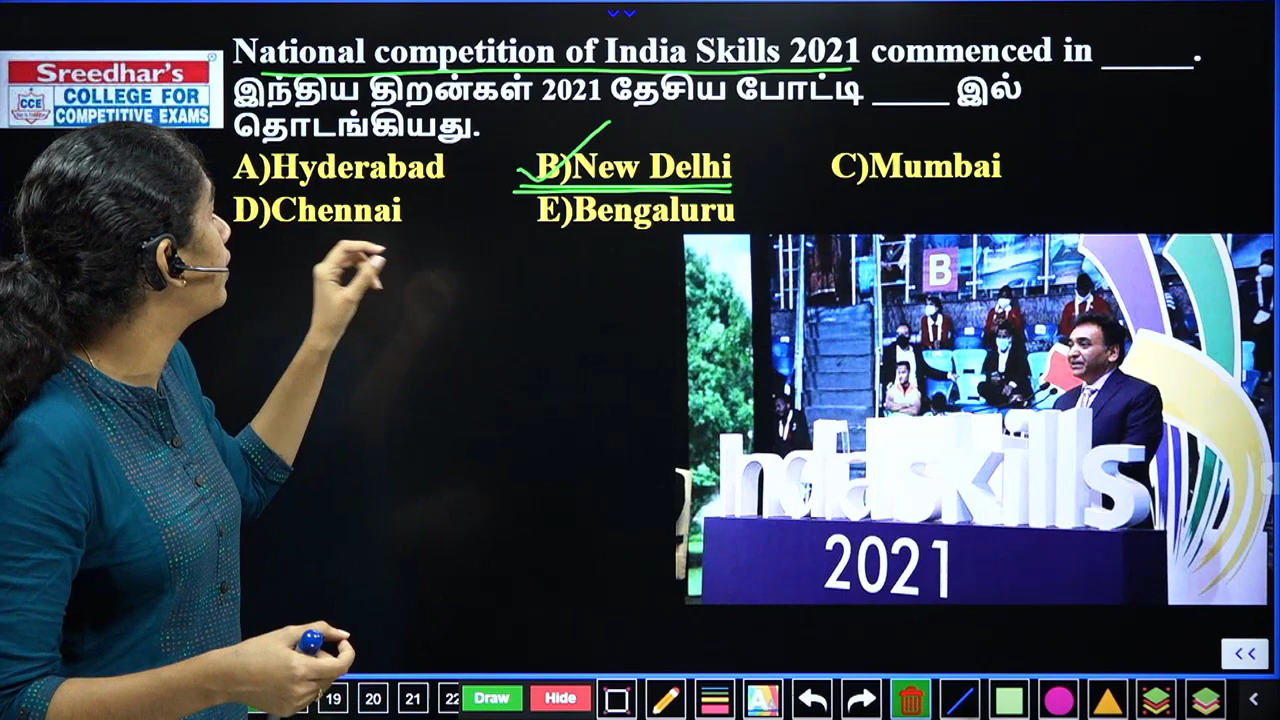 National competition of India Skills 2021 commenced in _____.
இந்திய திறன்கள் 2021 தேசிய போட்டி ____ இல்
தொடங்கியது.
A)Hyderabad B)New Delhi C)Mumbai
D)Chennai E)Bengaluru
Sreedhar's
CCE
COLLEGE FOR
COMPETITIVE EXAMS
B
Indiaskills
2021
<<
19 20 21 22 Draw Hide A